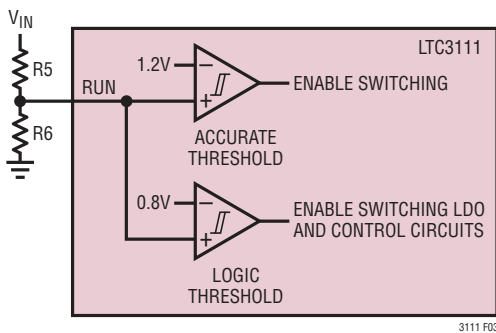 VIN
LTC3111
R5
1.2V
ENABLE SWITCHING
RUN
R6
ACCURATE
THRESHOLD
0.8V
ENABLE SWITCHING LDO
AND CONTROL CIRCUITS
LOGIC
THRESHOLD
3111 F03